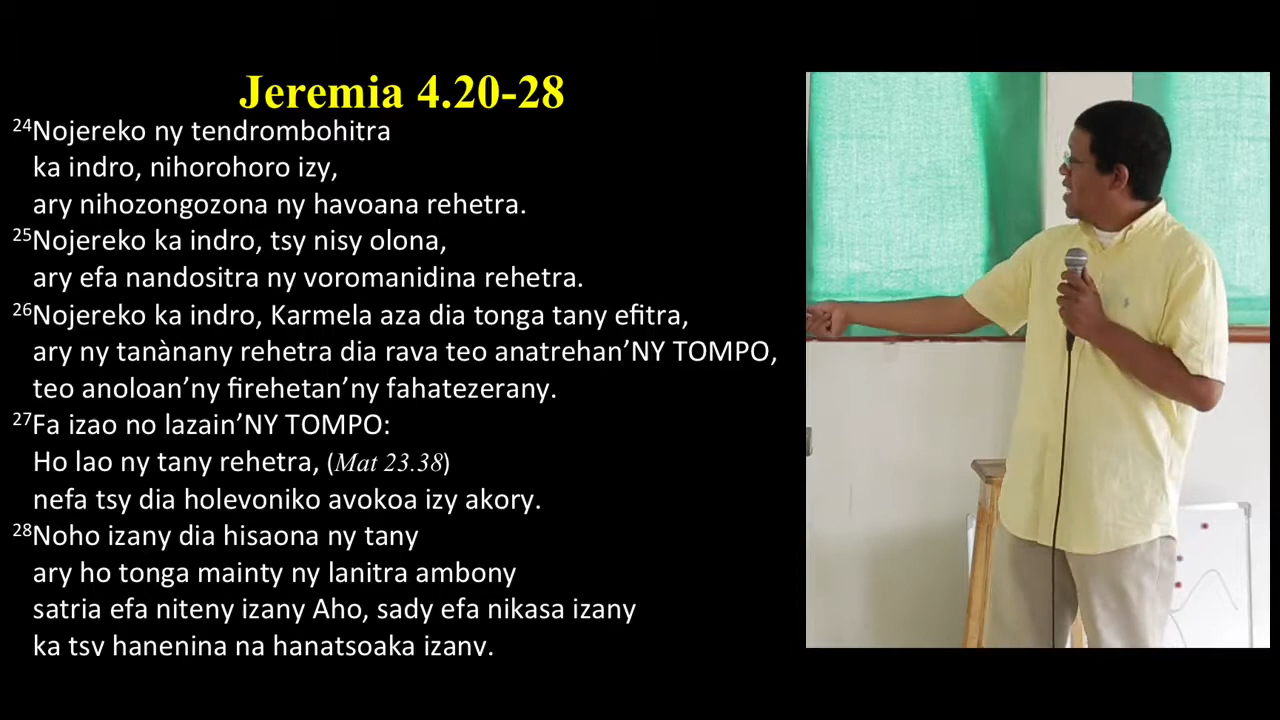 Jeremia 4.20-28
24Nojereko ny tendrombohitra
ka indro, nihorohoro izy,
ary nihozongozona ny havoana rehetra.
25Nojereko ka indro, tsy nisy olona,
ary efa nandositra ny voromanidina rehetra.
26Nojereko ka indro, Karmela aza dia tonga tany efitra,
ary ny tanànany rehetra dia rava teo anatrehan’NY TOMPO,
teo anoloan’ny firehetan’ny fahatezerany.
27Fa izao no lazain’NY TOMPO:
Ho lao ny tany rehetra, (Mat 23.38)
nefa tsy dia holevoniko avokoa izy akory.
28Noho izany dia hisaona ny tany
ary ho tonga mainty ny lanitra ambony
satria efa niteny izany Aho, sady efa nikasa izany
ka tsy hanenina na hanatsoaka izany.